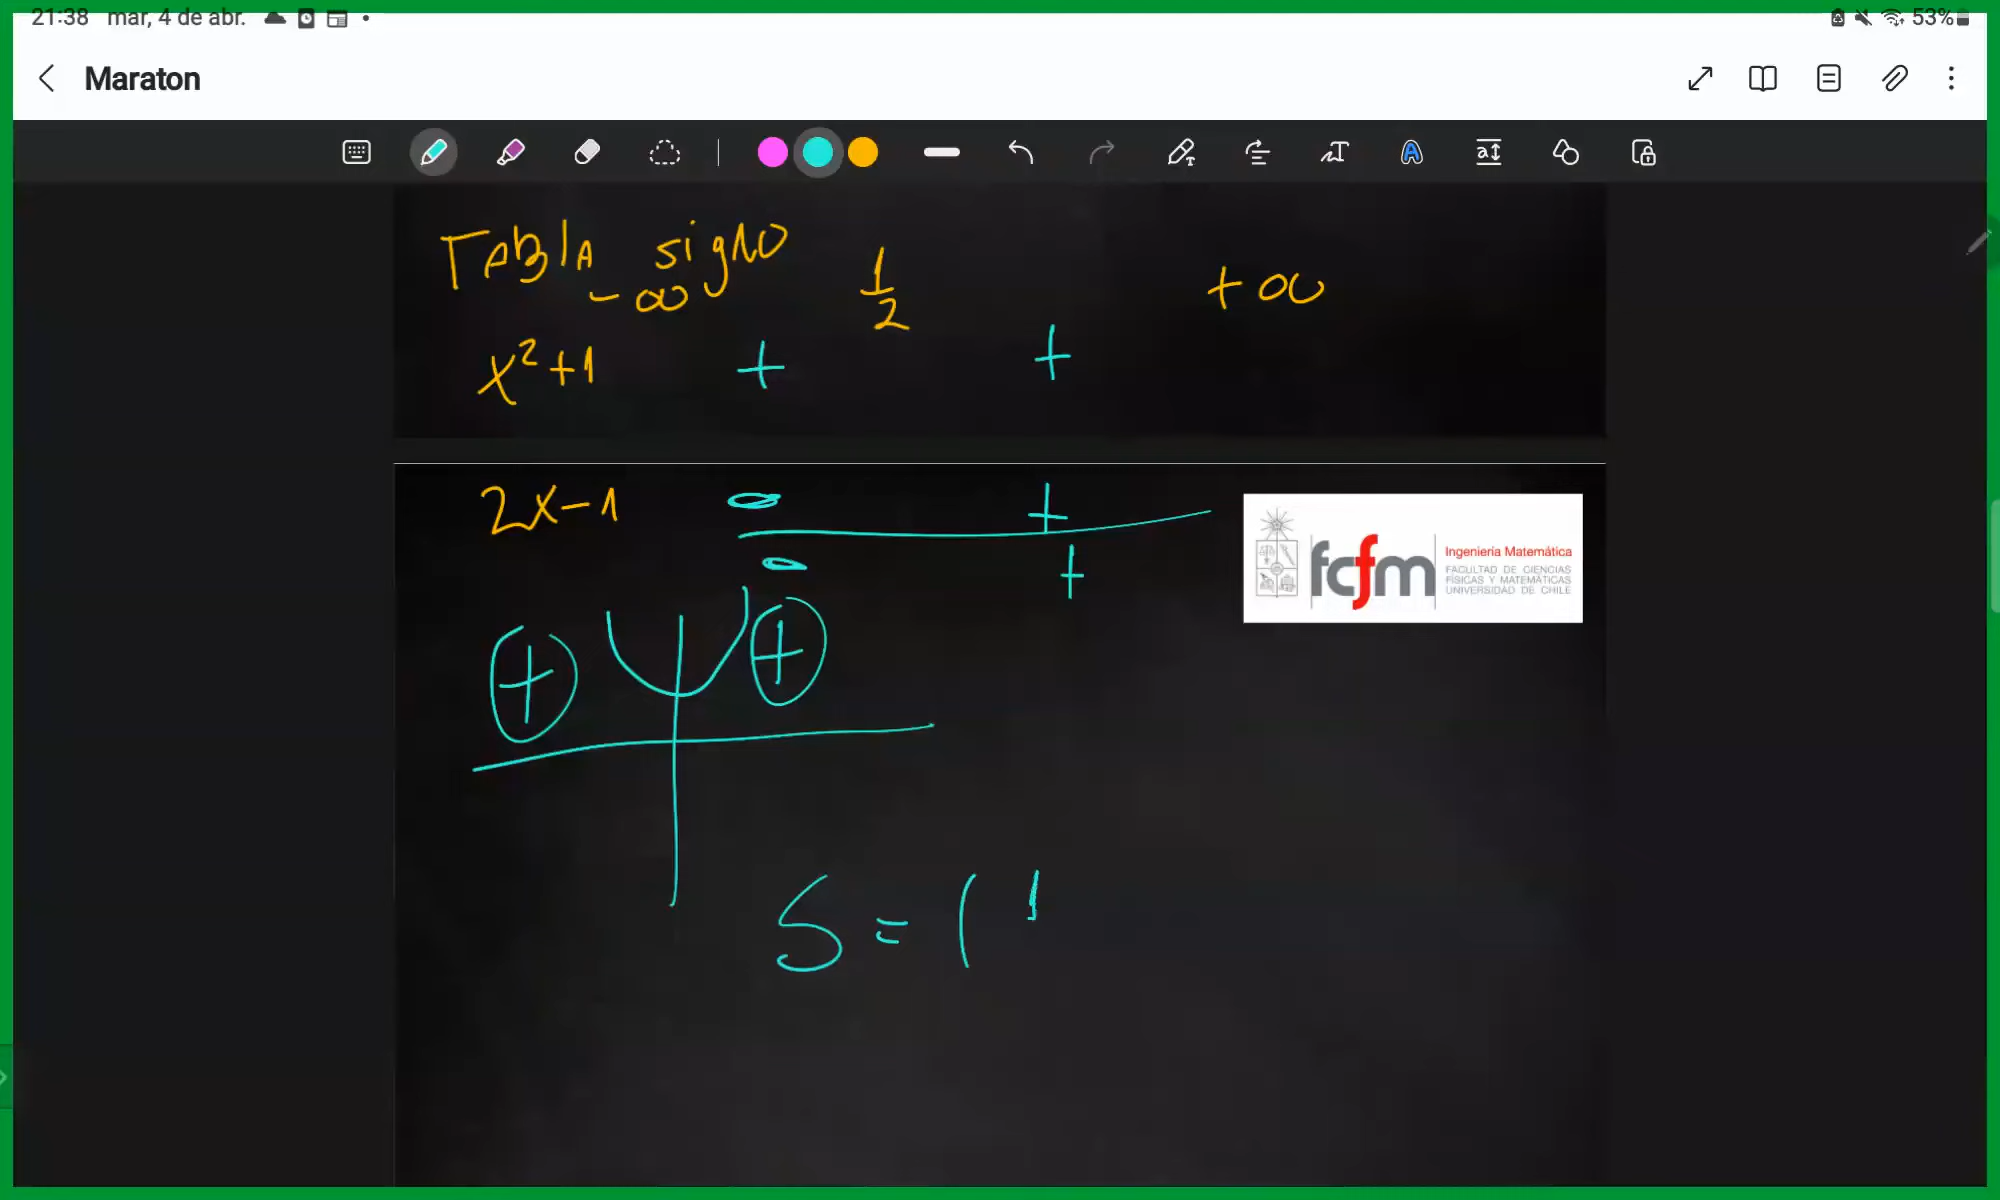 21:38 mar, 4 de abr. 53%
Maraton
TABlA signo
-∞ 1/2 +∞
x²+1 + +
2x-1 - +
- +
+ +
fcfm
Ingeniería Matemática
FACULTAD DE CIENCIAS
FÍSICAS Y MATEMÁTICAS
UNIVERSIDAD DE CHILE
S = ( 1